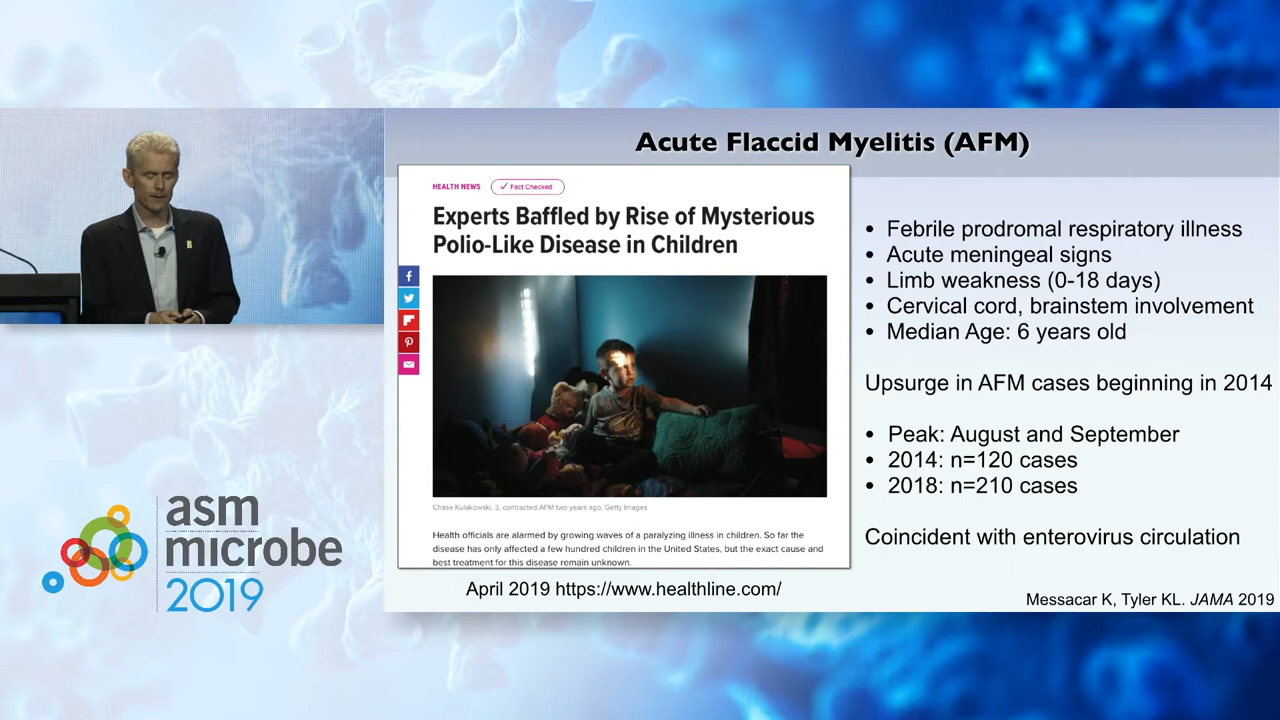 Acute Flaccid Myelitis (AFM)
HEALTH NEWS
Fact Checked
Experts Baffled by Rise of Mysterious
Polio-Like Disease in Children
Chase Kulakowski, 3, contracted AFM two years ago. Getty Images
Health officials are alarmed by growing waves of a paralyzing illness in children. So far the
disease has only affected a few hundred children in the United States, but the exact cause and
best treatment for this disease remain unknown.
April 2019 https://www.healthline.com/
• Febrile prodromal respiratory illness
• Acute meningeal signs
• Limb weakness (0-18 days)
• Cervical cord, brainstem involvement
• Median Age: 6 years old
Upsurge in AFM cases beginning in 2014
• Peak: August and September
• 2014: n=120 cases
• 2018: n=210 cases
Coincident with enterovirus circulation
Messacar K, Tyler KL. JAMA 2019
asm
microbe
2019